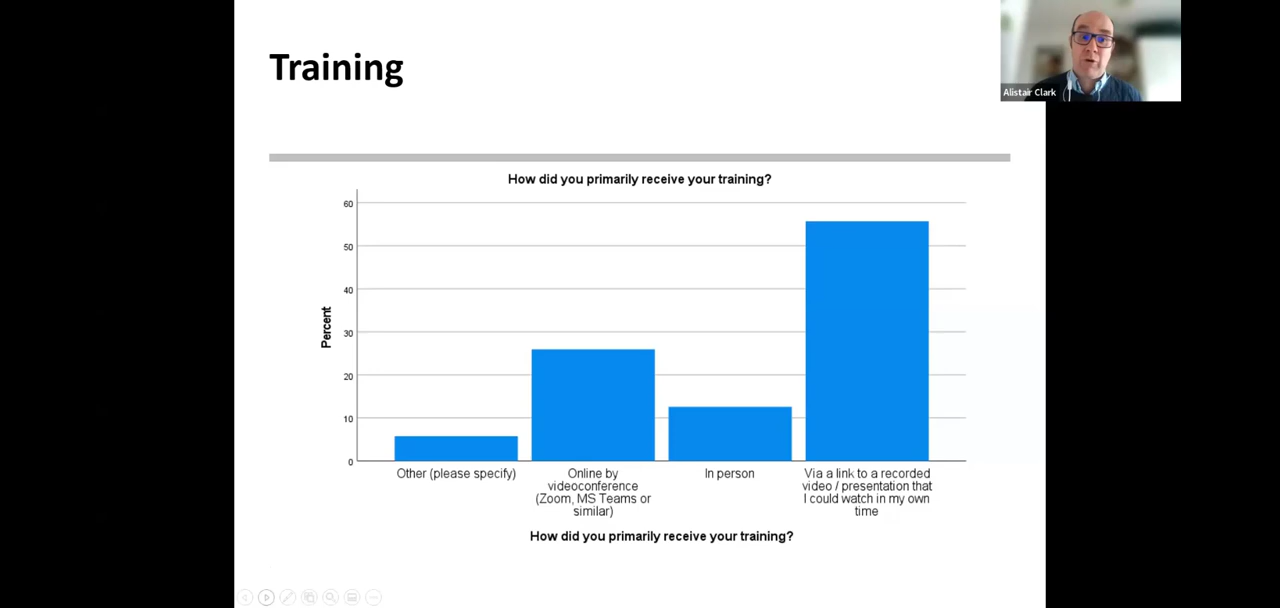 Training
Alistair Clark
How did you primarily receive your training?
Percent
60
50
40
30
20
10
0
Other (please specify)
Online by
videoconference
(Zoom, MS Teams or
similar)
In person
Via a link to a recorded
video / presentation that
I could watch in my own
time
How did you primarily receive your training?